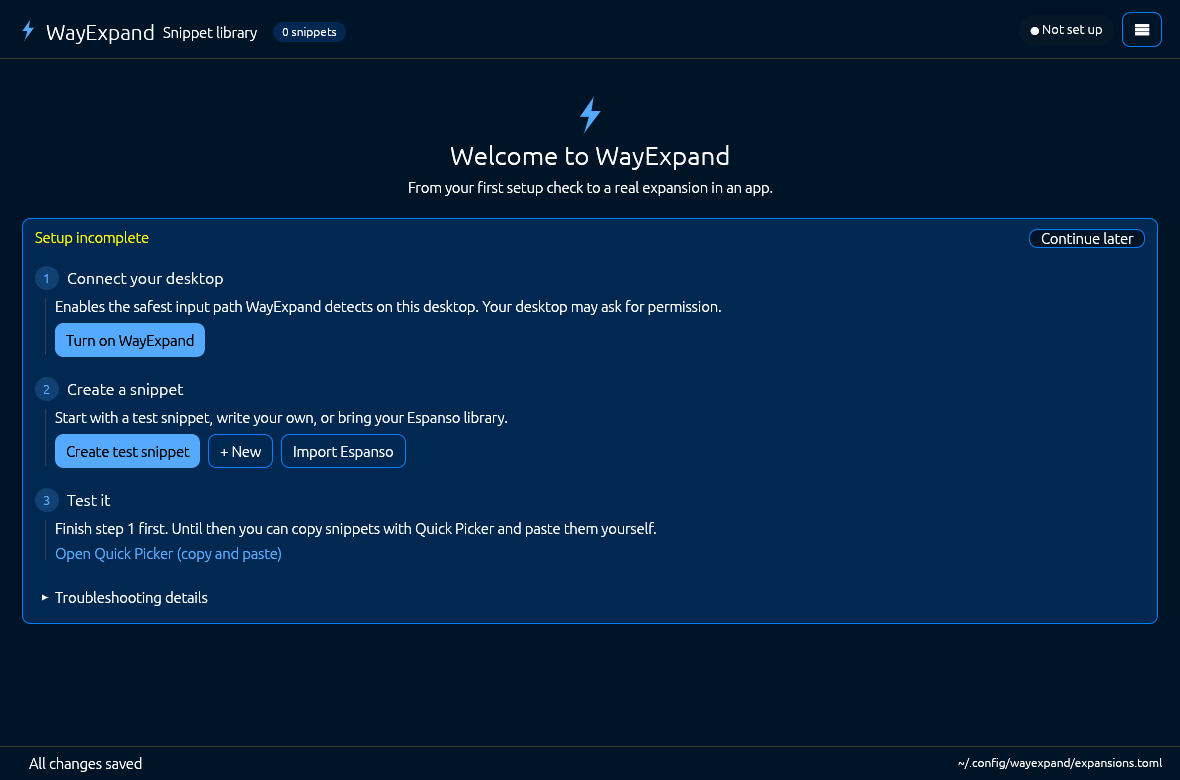 WayExpand Snippet library 0 snippets Not set up
Welcome to WayExpand
From your first setup check to a real expansion in an app.
Setup incomplete Continue later
1 Connect your desktop
Enables the safest input path WayExpand detects on this desktop. Your desktop may ask for permission.
Turn on WayExpand
2 Create a snippet
Start with a test snippet, write your own, or bring your Espanso library.
Create test snippet + New Import Espanso
3 Test it
Finish step 1 first. Until then you can copy snippets with Quick Picker and paste them yourself.
Open Quick Picker (copy and paste)
Troubleshooting details
All changes saved ~/.config/wayexpand/expansions.toml